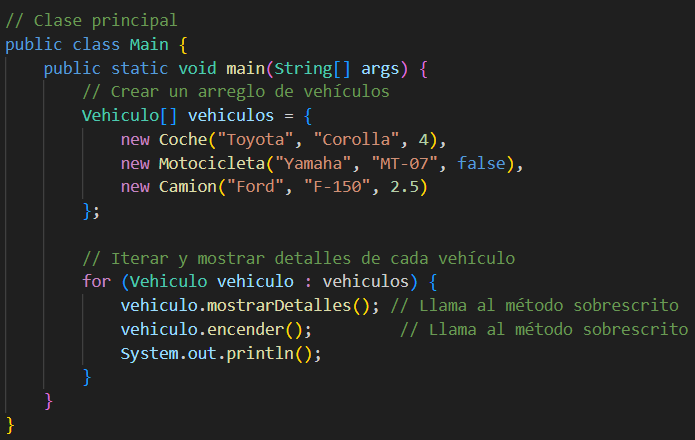 // Clase principal
public class Main {
    public static void main(String[] args) {
        // Crear un arreglo de vehículos
        Vehiculo[] vehiculos = {
            new Coche("Toyota", "Corolla", 4),
            new Motocicleta("Yamaha", "MT-07", false),
            new Camion("Ford", "F-150", 2.5)
        };

        // Iterar y mostrar detalles de cada vehículo
        for (Vehiculo vehiculo : vehiculos) {
            vehiculo.mostrarDetalles(); // Llama al método sobrescrito
            vehiculo.encender();         // Llama al método sobrescrito
            System.out.println();
        }
    }
}